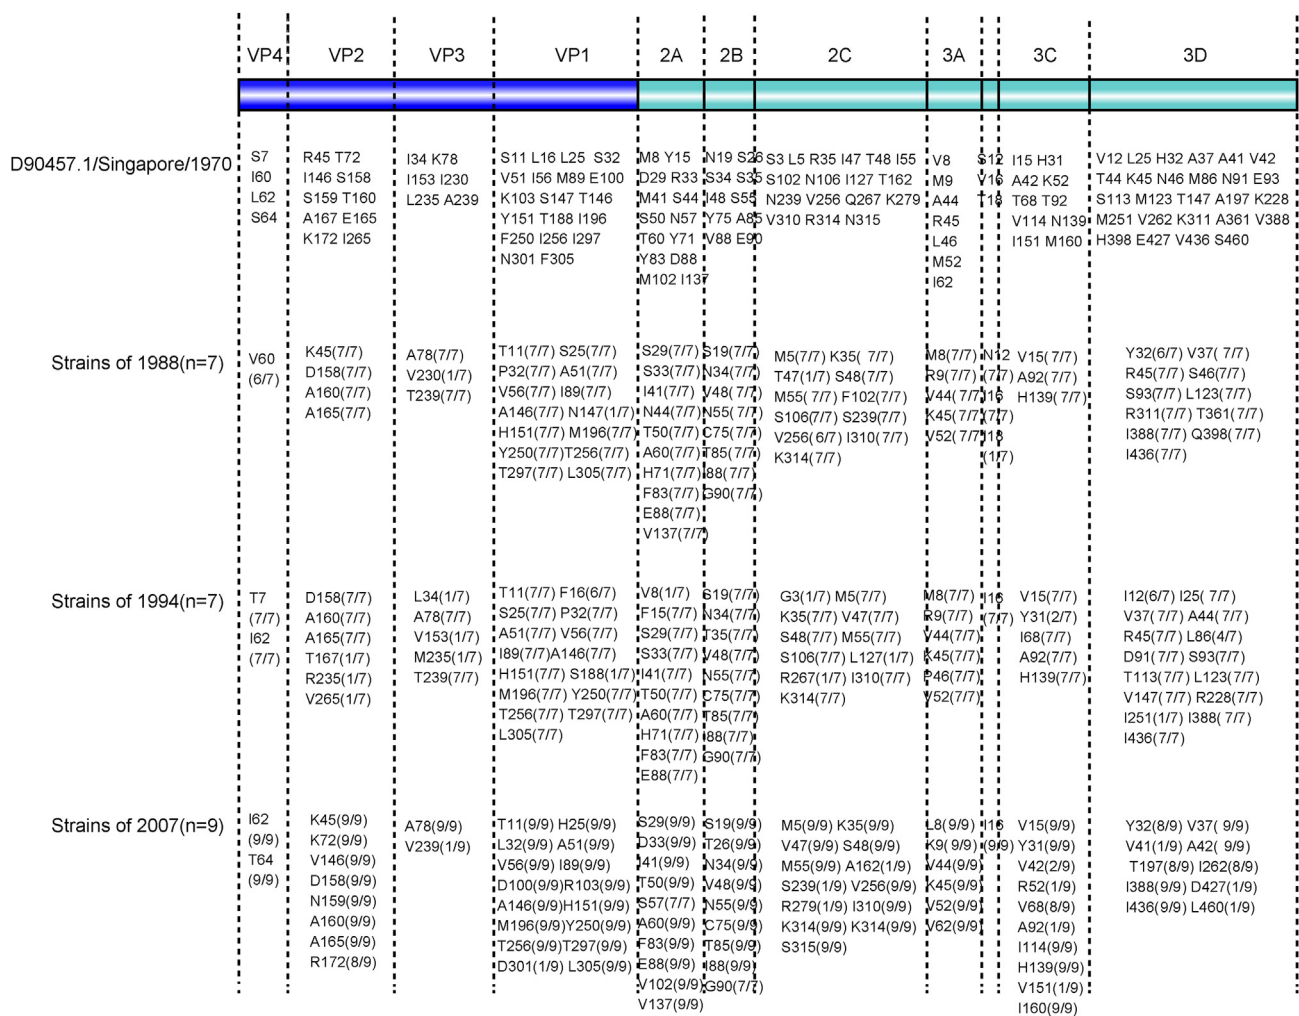 VP4 VP2 VP3 VP1 2A 2B 2C 3A 3C 3D
D90457.1/Singapore/1970
S7
I60
L62
S64
R45 T72
I146 S158
S159 T160
A167 E165
K172 I265
I34 K78
I153 I230
L235 A239
S11 L16 L25 S32
V51 I56 M89 E100
K103 S147 T146
Y151 T188 I196
F250 I256 I297
N301 F305
M8 Y15
D29 R33
M41 S44
S50 N57
T60 Y71
Y83 D88
M102 I137
N19 S26
S34 S35
I48 S55
Y75 A85
V88 E90
S3 L5 R35 I47 T48 I55
S102 N106 I127 T162
N239 V256 Q267 K279
V310 R314 N315
V8
M9
A44
R45
L46
M52
I62
S12
V16
T18
I15 H31
A42 K52
T68 T92
V114 N139
I151 M160
V12 L25 H32 A37 A41 V42
T44 K45 N46 M86 N91 E93
S113 M123 T147 A197 K228
M251 V262 K311 A361 V388
H398 E427 V436 S460
Strains of 1988(n=7)
V60
(6/7)
K45(7/7)
D158(7/7)
A160(7/7)
A165(7/7)
A78(7/7)
V230(1/7)
T239(7/7)
T11(7/7) S25(7/7)
P32(7/7) A51(7/7)
V56(7/7) I89(7/7)
A146(7/7) N147(1/7)
H151(7/7) M196(7/7)
Y250(7/7)T256(7/7)
T297(7/7) L305(7/7)
S29(7/7)
S33(7/7)
I41(7/7)
N44(7/7)
T50(7/7)
A60(7/7)
H71(7/7)
F83(7/7)
E88(7/7)
V137(7/7)
S19(7/7)
N34(7/7)
V48(7/7)
N55(7/7)
C75(7/7)
T85(7/7)
I88(7/7)
G90(7/7)
M5(7/7) K35( 7/7)
T47(1/7) S48(7/7)
M55(7/7) F102(7/7)
S106(7/7) S239(7/7)
V256(6/7) I310(7/7)
K314(7/7)
M8(7/7)
R9(7/7)
V44(7/7)
K45(7/7)
V52(7/7)
N12
(7/7)
I16
(7/7)
I18
(1/7)
V15(7/7)
A92(7/7)
H139(7/7)
Y32(6/7) V37( 7/7)
R45(7/7) S46(7/7)
S93(7/7) L123(7/7)
R311(7/7) T361(7/7)
I388(7/7) Q398(7/7)
I436(7/7)
Strains of 1994(n=7)
T7
(7/7)
I62
(7/7)
D158(7/7)
A160(7/7)
A165(7/7)
T167(1/7)
R235(1/7)
V265(1/7)
L34(1/7)
A78(7/7)
V153(1/7)
M235(1/7)
T239(7/7)
T11(7/7) F16(6/7)
S25(7/7) P32(7/7)
A51(7/7) V56(7/7)
I89(7/7)A146(7/7)
H151(7/7) S188(1/7)
M196(7/7) Y250(7/7)
T256(7/7) T297(7/7)
L305(7/7)
V8(1/7)
F15(7/7)
S29(7/7)
S33(7/7)
I41(7/7)
T50(7/7)
A60(7/7)
H71(7/7)
F83(7/7)
E88(7/7)
S19(7/7)
N34(7/7)
T35(7/7)
V48(7/7)
N55(7/7)
C75(7/7)
T85(7/7)
I88(7/7)
G90(7/7)
G3(1/7) M5(7/7)
K35(7/7) V47(7/7)
S48(7/7) M55(7/7)
S106(7/7) L127(1/7)
R267(1/7) I310(7/7)
K314(7/7)
M8(7/7)
R9(7/7)
V44(7/7)
K45(7/7)
P46(7/7)
V52(7/7)
I16
(7/7)
V15(7/7)
Y31(2/7)
I68(7/7)
A92(7/7)
H139(7/7)
I12(6/7) I25( 7/7)
V37(7/7) A44(7/7)
R45(7/7) L86(4/7)
D91(7/7) S93(7/7)
T113(7/7) L123(7/7)
V147(7/7) R228(7/7)
I251(1/7) I388( 7/7)
I436(7/7)
Strains of 2007(n=9)
I62
(9/9)
T64
(9/9)
K45(9/9)
K72(9/9)
V146(9/9)
D158(9/9)
N159(9/9)
A160(9/9)
A165(9/9)
R172(8/9)
A78(9/9)
V239(1/9)
T11(9/9) H25(9/9)
L32(9/9) A51(9/9)
V56(9/9) I89(9/9)
D100(9/9)R103(9/9)
A146(9/9)H151(9/9)
M196(9/9)Y250(9/9)
T256(9/9)T297(9/9)
D301(1/9) L305(9/9)
S29(9/9)
D33(9/9)
I41(9/9)
T50(9/9)
S57(7/7)
A60(9/9)
F83(9/9)
E88(9/9)
V102(9/9)
V137(9/9)
S19(9/9)
T26(9/9)
N34(9/9)
V48(9/9)
N55(9/9)
C75(9/9)
T85(9/9)
I88(9/9)
G90(7/7)
M5(9/9) K35(9/9)
V47(9/9) S48(9/9)
M55(9/9) A162(1/9)
S239(1/9) V256(9/9)
R279(1/9) I310(9/9)
K314(9/9) K314(9/9)
S315(9/9)
L8(9/9)
K9(9/9)
V44(9/9)
K45(9/9)
V52(9/9)
V62(9/9)
I16
(9/9)
V15(9/9)
Y31(9/9)
V42(2/9)
R52(1/9)
V68(8/9)
A92(1/9)
I114(9/9)
H139(9/9)
V151(1/9)
I160(9/9)
Y32(8/9) V37( 9/9)
V41(1/9) A42( 9/9)
T197(8/9) I262(8/9)
I388(9/9) D427(1/9)
I436(9/9) L460(1/9)